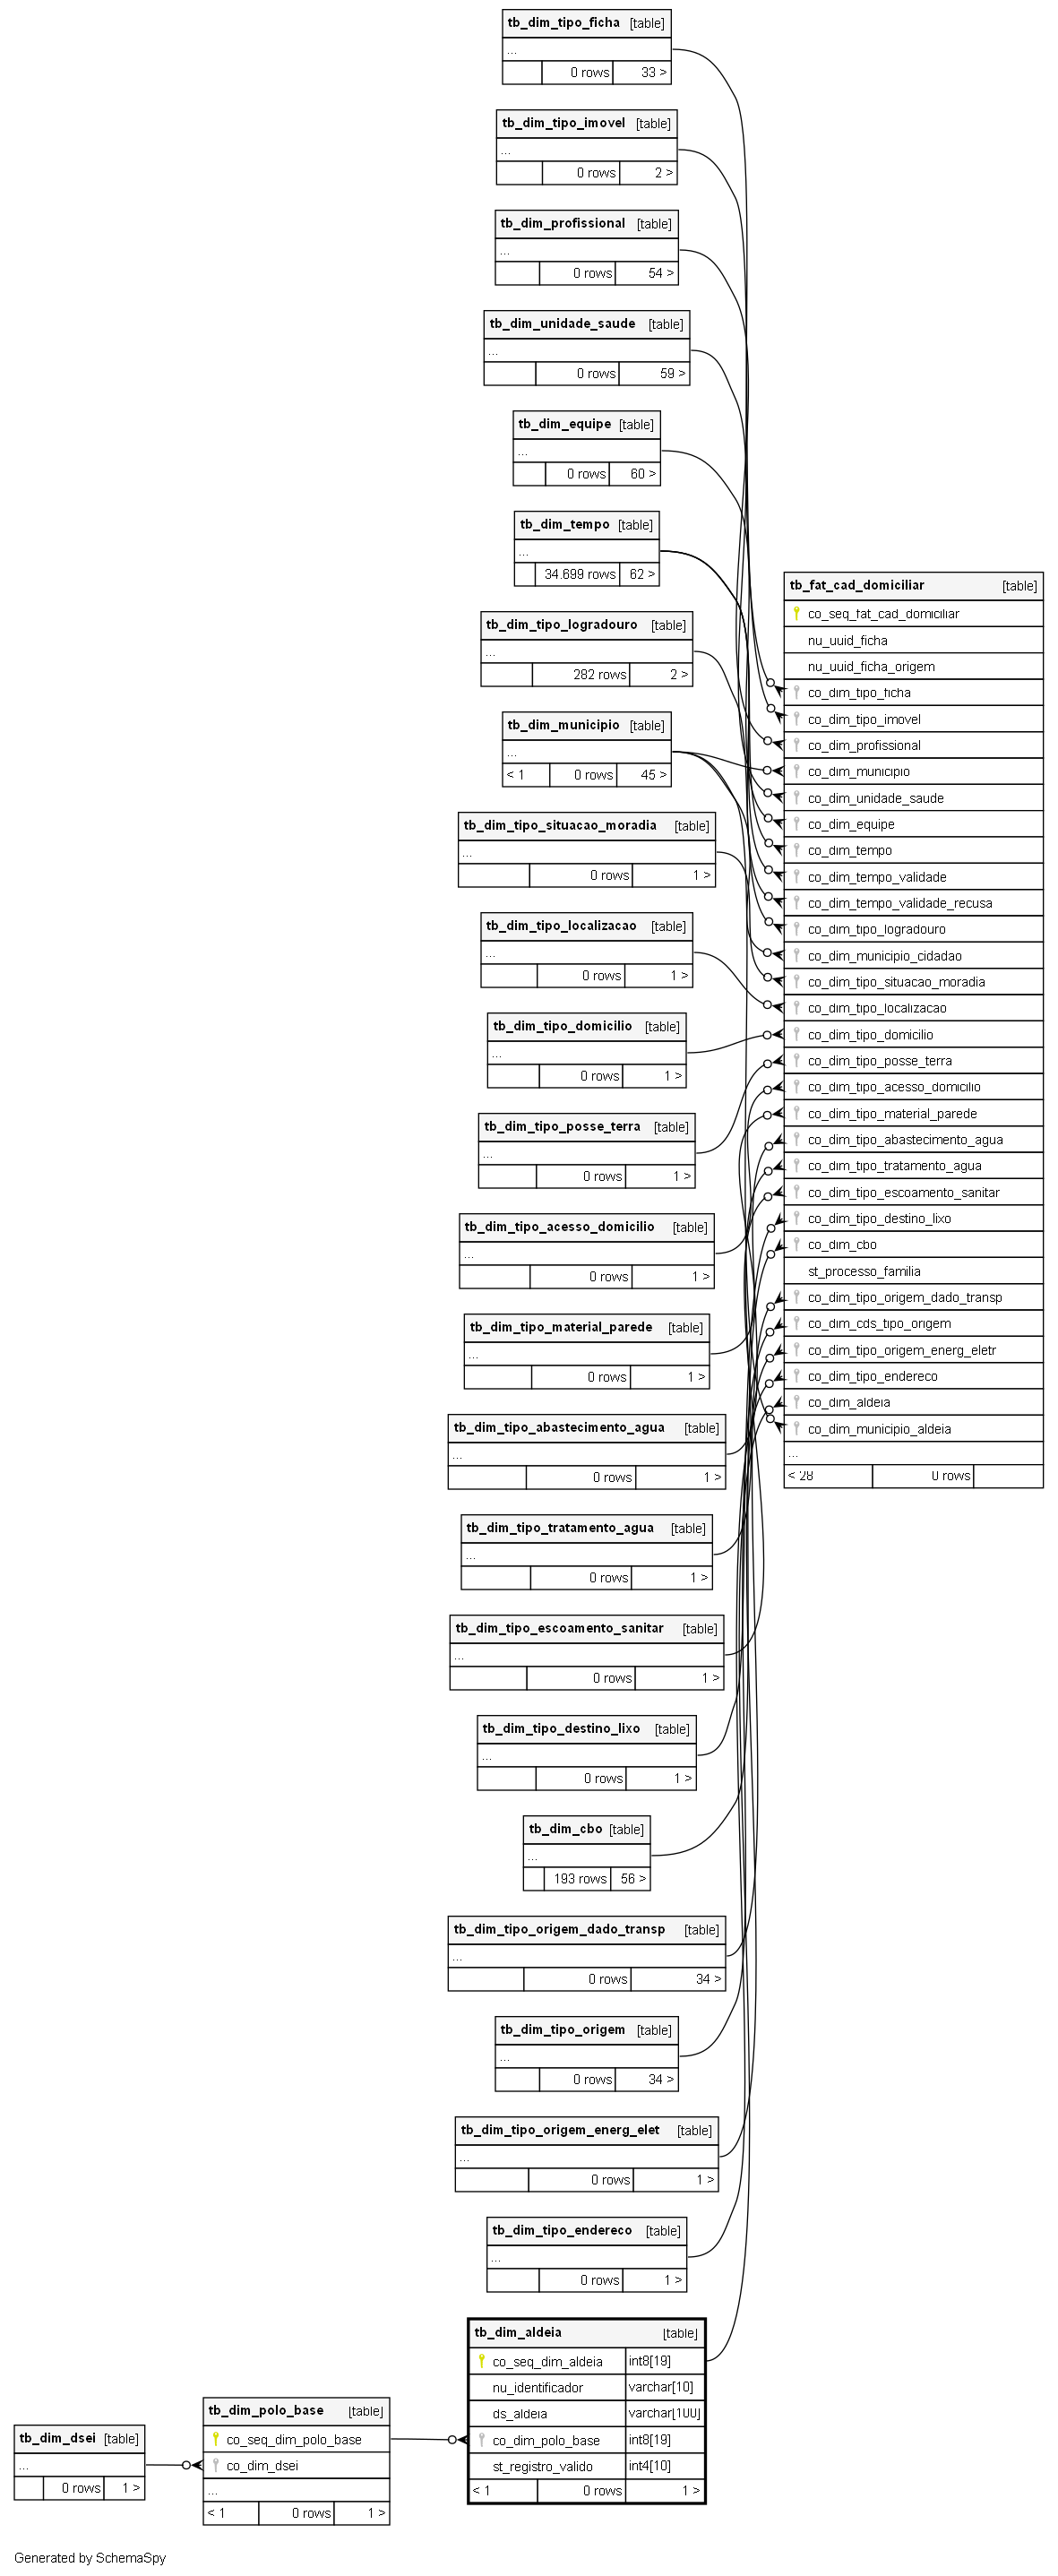 tb_dim_tipo_ficha [table]
...
0 rows 33 >
tb_dim_tipo_imovel [table]
...
0 rows 2 >
tb_dim_profissional [table]
...
0 rows 54 >
tb_dim_unidade_saude [table]
...
0 rows 59 >
tb_dim_equipe [table]
...
0 rows 60 >
tb_dim_tempo [table]
...
34.699 rows 62 >
tb_dim_tipo_logradouro [table]
...
282 rows 2 >
tb_dim_municipio [table]
...
< 1 0 rows 45 >
tb_dim_tipo_situacao_moradia [table]
...
0 rows 1 >
tb_dim_tipo_localizacao [table]
...
0 rows 1 >
tb_dim_tipo_domicilio [table]
...
0 rows 1 >
tb_dim_tipo_posse_terra [table]
...
0 rows 1 >
tb_dim_tipo_acesso_domicilio [table]
...
0 rows 1 >
tb_dim_tipo_material_parede [table]
...
0 rows 1 >
tb_dim_tipo_abastecimento_agua [table]
...
0 rows 1 >
tb_dim_tipo_tratamento_agua [table]
...
0 rows 1 >
tb_dim_tipo_escoamento_sanitar [table]
...
0 rows 1 >
tb_dim_tipo_destino_lixo [table]
...
0 rows 1 >
tb_dim_cbo [table]
...
193 rows 56 >
tb_dim_tipo_origem_dado_transp [table]
...
0 rows 34 >
tb_dim_tipo_origem [table]
...
0 rows 34 >
tb_dim_tipo_origem_energ_elet [table]
...
0 rows 1 >
tb_dim_tipo_endereco [table]
...
0 rows 1 >
tb_fat_cad_domiciliar [table]
co_seq_fat_cad_domiciliar
nu_uuid_ficha
nu_uuid_ficha_origem
co_dim_tipo_ficha
co_dim_tipo_imovel
co_dim_profissional
co_dim_municipio
co_dim_unidade_saude
co_dim_equipe
co_dim_tempo
co_dim_tempo_validade
co_dim_tempo_validade_recusa
co_dim_tipo_logradouro
co_dim_municipio_cidadao
co_dim_tipo_situacao_moradia
co_dim_tipo_localizacao
co_dim_tipo_domicilio
co_dim_tipo_posse_terra
co_dim_tipo_acesso_domicilio
co_dim_tipo_material_parede
co_dim_tipo_abastecimento_agua
co_dim_tipo_tratamento_agua
co_dim_tipo_escoamento_sanitar
co_dim_tipo_destino_lixo
co_dim_cbo
st_processo_familia
co_dim_tipo_origem_dado_transp
co_dim_cds_tipo_origem
co_dim_tipo_origem_energ_eletr
co_dim_tipo_endereco
co_dim_aldeia
co_dim_municipio_aldeia
...
< 28 0 rows
tb_dim_aldeia [table]
co_seq_dim_aldeia int8[19]
nu_identificador varchar[10]
ds_aldeia varchar[100]
co_dim_polo_base int8[19]
st_registro_valido int4[10]
< 1 0 rows 1 >
tb_dim_polo_base [table]
co_seq_dim_polo_base
co_dim_dsei
...
< 1 0 rows 1 >
tb_dim_dsei [table]
...
0 rows 1 >
Generated by SchemaSpy